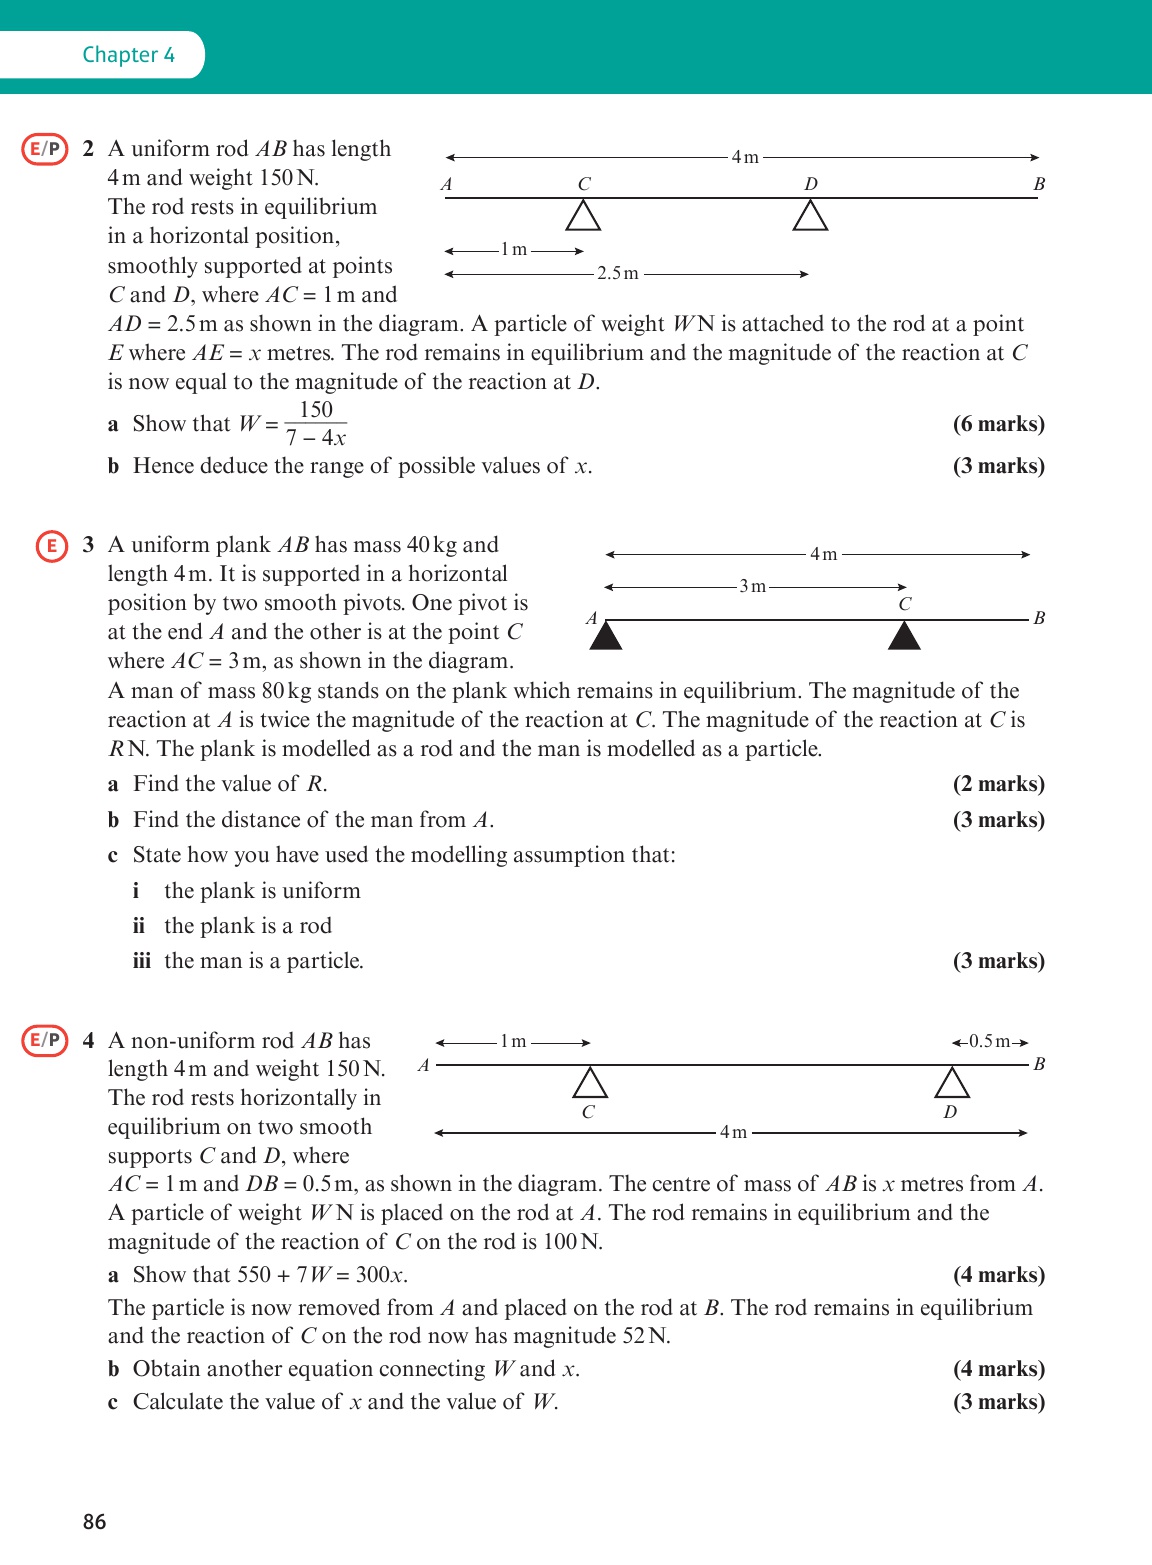 Chapter 4
E/P 2 A uniform rod AB has length
4 m and weight 150 N.
The rod rests in equilibrium
in a horizontal position,
smoothly supported at points
C and D, where AC = 1 m and
4 m
A C D B
1 m
2.5 m
AD = 2.5 m as shown in the diagram. A particle of weight W N is attached to the rod at a point
E where AE = x metres. The rod remains in equilibrium and the magnitude of the reaction at C
is now equal to the magnitude of the reaction at D.
a Show that W = 150 / (7 − 4x) (6 marks)
b Hence deduce the range of possible values of x. (3 marks)
E 3 A uniform plank AB has mass 40 kg and
length 4 m. It is supported in a horizontal
position by two smooth pivots. One pivot is
at the end A and the other is at the point C
where AC = 3 m, as shown in the diagram.
4 m
3 m
A C B
A man of mass 80 kg stands on the plank which remains in equilibrium. The magnitude of the
reaction at A is twice the magnitude of the reaction at C. The magnitude of the reaction at C is
R N. The plank is modelled as a rod and the man is modelled as a particle.
a Find the value of R. (2 marks)
b Find the distance of the man from A. (3 marks)
c State how you have used the modelling assumption that:
i the plank is uniform
ii the plank is a rod
iii the man is a particle. (3 marks)
E/P 4 A non-uniform rod AB has
length 4 m and weight 150 N.
The rod rests horizontally in
equilibrium on two smooth
supports C and D, where
1 m 0.5 m
A B
C D
4 m
AC = 1 m and DB = 0.5 m, as shown in the diagram. The centre of mass of AB is x metres from A.
A particle of weight W N is placed on the rod at A. The rod remains in equilibrium and the
magnitude of the reaction of C on the rod is 100 N.
a Show that 550 + 7W = 300x. (4 marks)
The particle is now removed from A and placed on the rod at B. The rod remains in equilibrium
and the reaction of C on the rod now has magnitude 52 N.
b Obtain another equation connecting W and x. (4 marks)
c Calculate the value of x and the value of W. (3 marks)
86